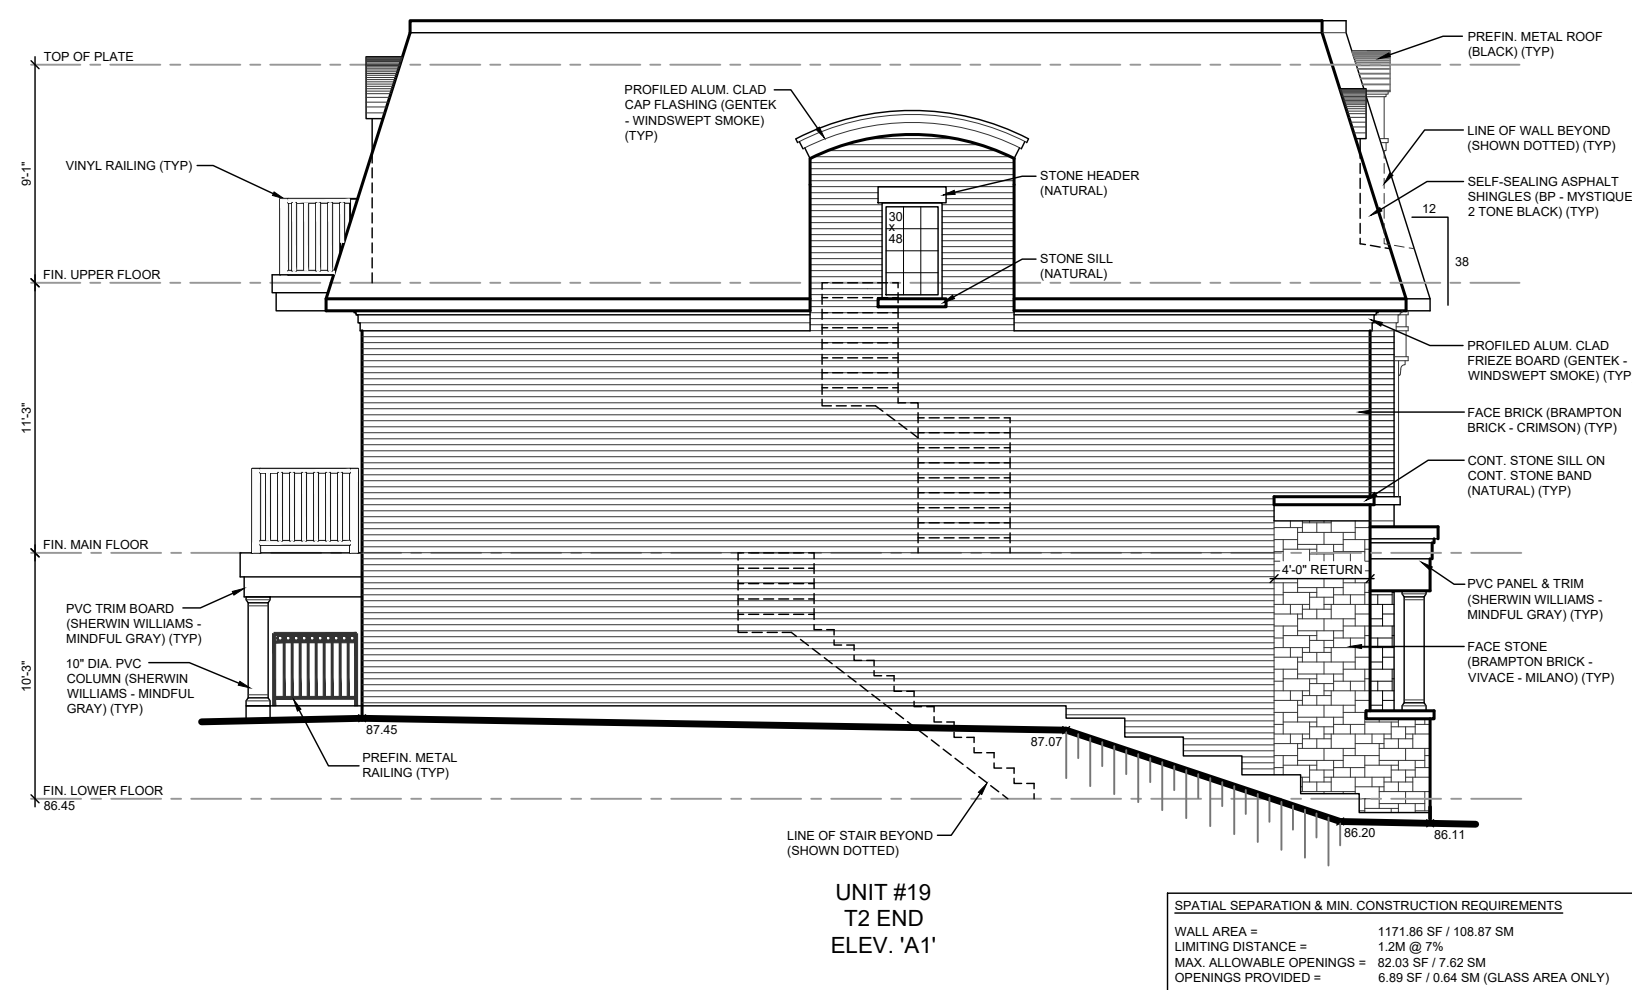 TOP OF PLATE
9'-1"
VINYL RAILING (TYP)
FIN. UPPER FLOOR
11'-3"
FIN. MAIN FLOOR
PVC TRIM BOARD
(SHERWIN WILLIAMS -
MINDFUL GRAY) (TYP)
10'-3"
10" DIA. PVC
COLUMN (SHERWIN
WILLIAMS - MINDFUL
GRAY) (TYP)
FIN. LOWER FLOOR
86.45
PROFILED ALUM. CLAD
CAP FLASHING (GENTEK
- WINDSWEPT SMOKE)
(TYP)
30
x
48
STONE HEADER
(NATURAL)
STONE SILL
(NATURAL)
4'-0" RETURN
87.45
PREFIN. METAL
RAILING (TYP)
87.07
LINE OF STAIR BEYOND
(SHOWN DOTTED)
86.20
86.11
PREFIN. METAL ROOF
(BLACK) (TYP)
LINE OF WALL BEYOND
(SHOWN DOTTED) (TYP)
SELF-SEALING ASPHALT
SHINGLES (BP - MYSTIQUE
2 TONE BLACK) (TYP)
12
38
PROFILED ALUM. CLAD
FRIEZE BOARD (GENTEK -
WINDSWEPT SMOKE) (TYP
FACE BRICK (BRAMPTON
BRICK - CRIMSON) (TYP)
CONT. STONE SILL ON
CONT. STONE BAND
(NATURAL) (TYP)
PVC PANEL & TRIM
(SHERWIN WILLIAMS -
MINDFUL GRAY) (TYP)
FACE STONE
(BRAMPTON BRICK -
VIVACE - MILANO) (TYP)
UNIT #19
T2 END
ELEV. 'A1'
SPATIAL SEPARATION & MIN. CONSTRUCTION REQUIREMENTS
WALL AREA = 1171.86 SF / 108.87 SM
LIMITING DISTANCE = 1.2M @ 7%
MAX. ALLOWABLE OPENINGS = 82.03 SF / 7.62 SM
OPENINGS PROVIDED = 6.89 SF / 0.64 SM (GLASS AREA ONLY)